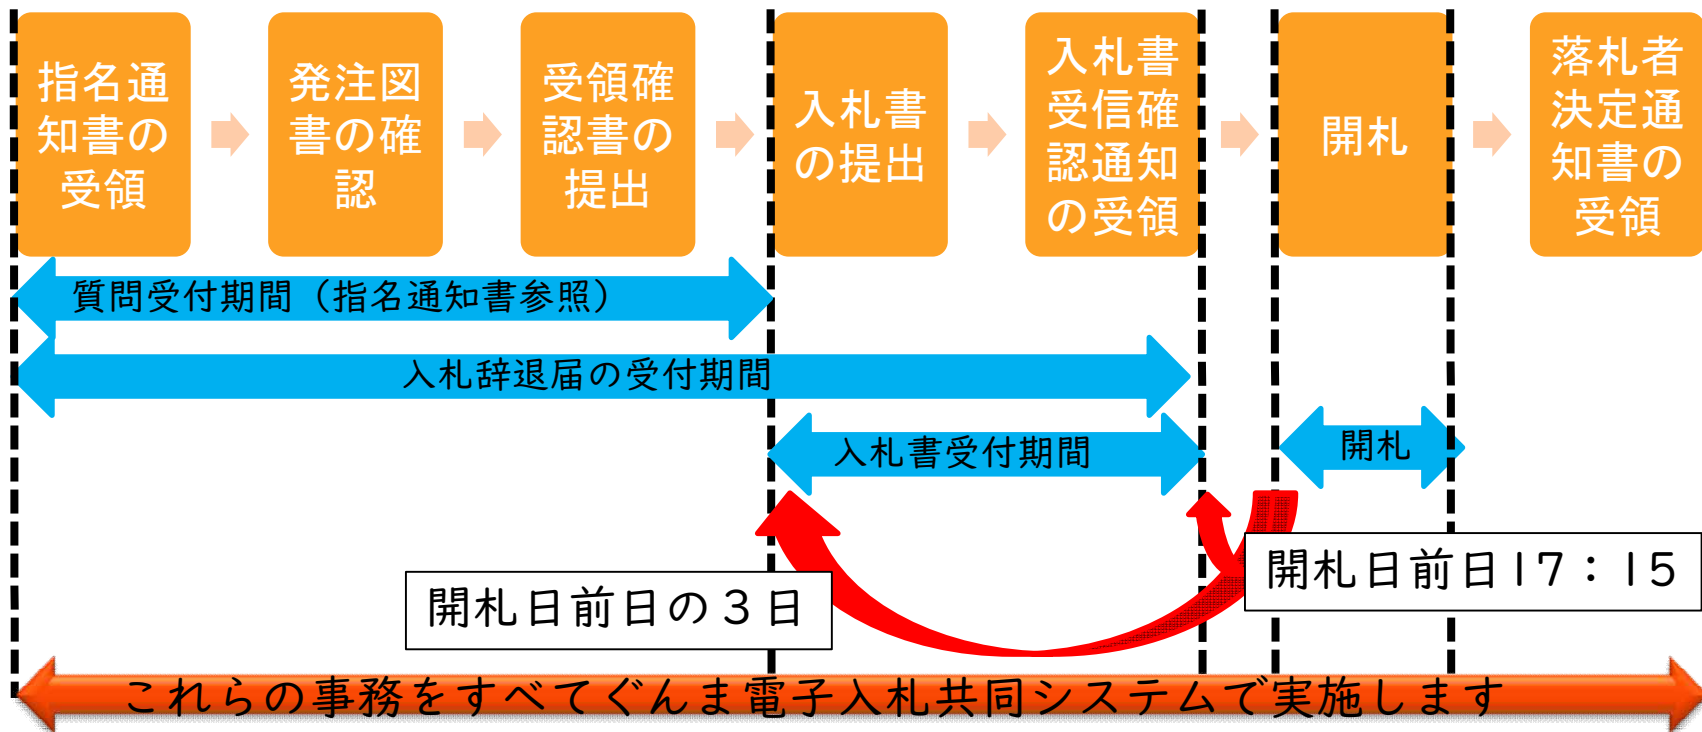 指名通
知書の
受領
発注図
書の確
認
受領確
認書の
提出
入札書
の提出
入札書
受信確
認通知
の受領
開札
落札者
決定通
知書の
受領
質問受付期間（指名通知書参照）
入札辞退届の受付期間
入札書受付期間
開札
開札日前日の３日
開札日前日17：15
これらの事務をすべてぐんま電子入札共同システムで実施します